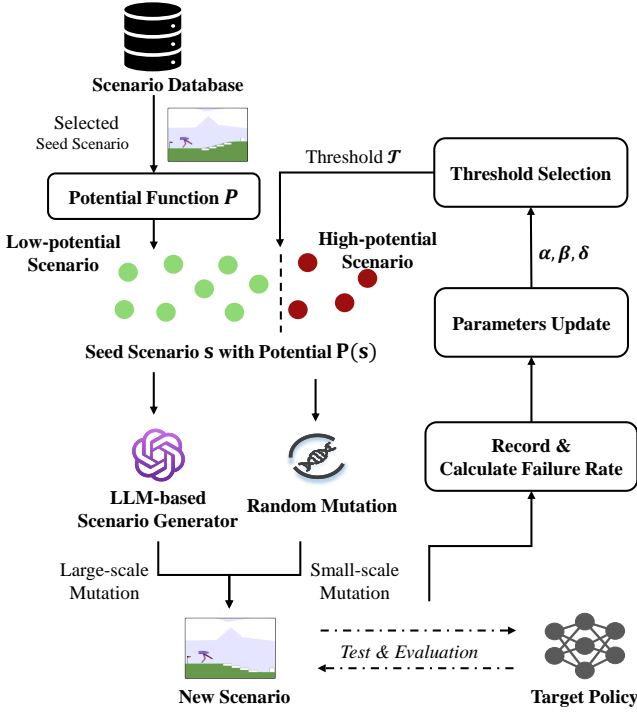 Scenario Database
Selected
Seed Scenario
Potential Function P
Threshold 𝒯
Threshold Selection
Low-potential
Scenario
High-potential
Scenario
α, β, δ
Parameters Update
Seed Scenario s with Potential P(s)
Record &
Calculate Failure Rate
LLM-based
Scenario Generator
Random Mutation
Large-scale
Mutation
Small-scale
Mutation
Test & Evaluation
New Scenario
Target Policy